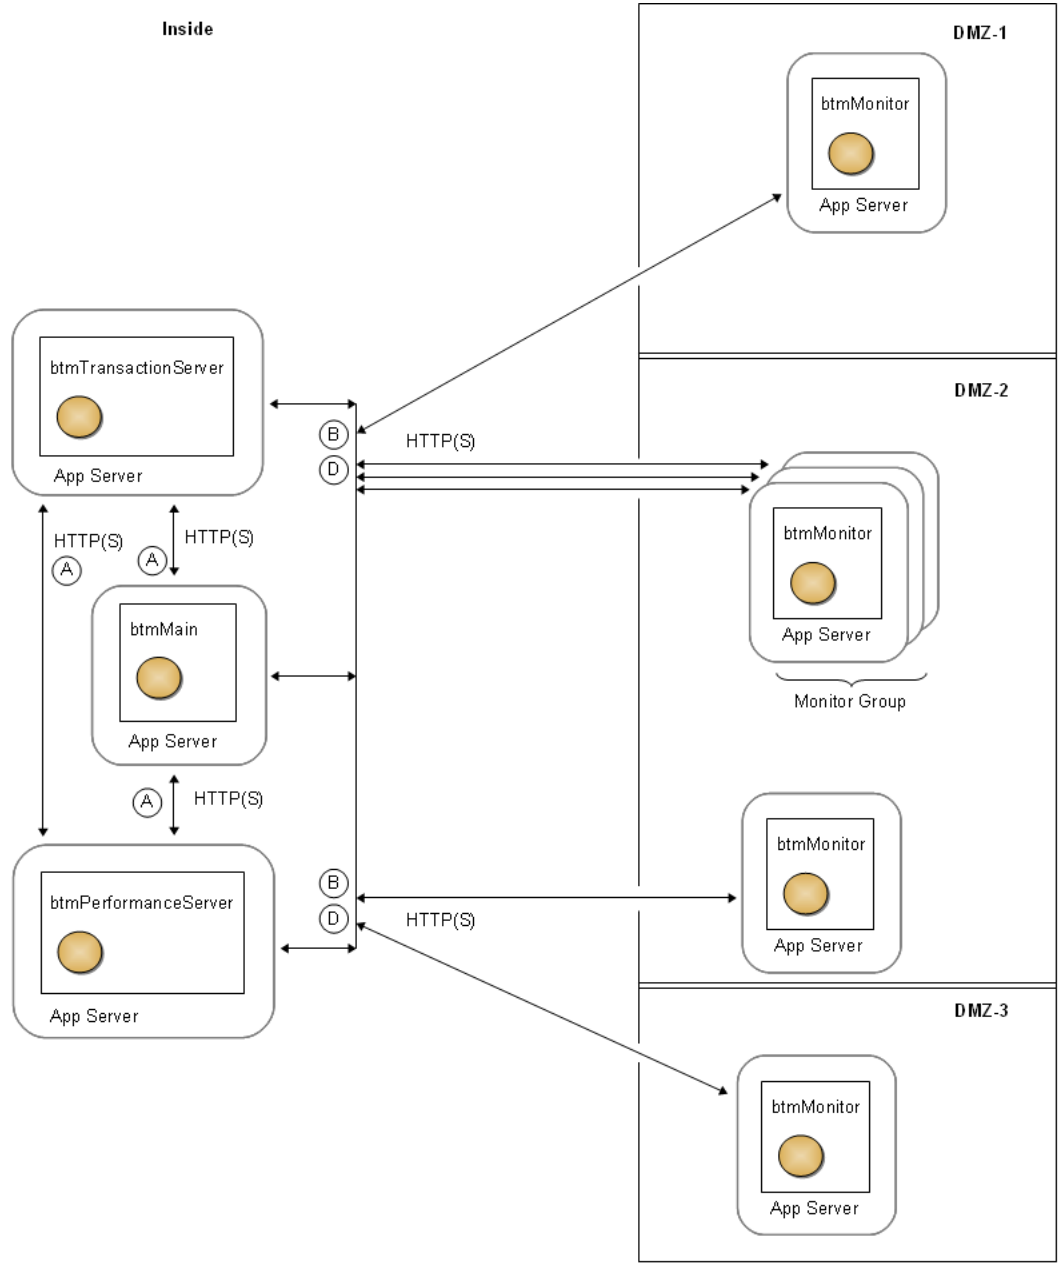 Inside
DMZ-1
btmMonitor
App Server
btmTransactionServer
App Server
DMZ-2
B
HTTP(S)
D
HTTP(S)
A
HTTP(S)
A
btmMonitor
App Server
Monitor Group
btmMain
App Server
A
HTTP(S)
btmMonitor
App Server
btmPerformanceServer
App Server
B
D
HTTP(S)
DMZ-3
btmMonitor
App Server